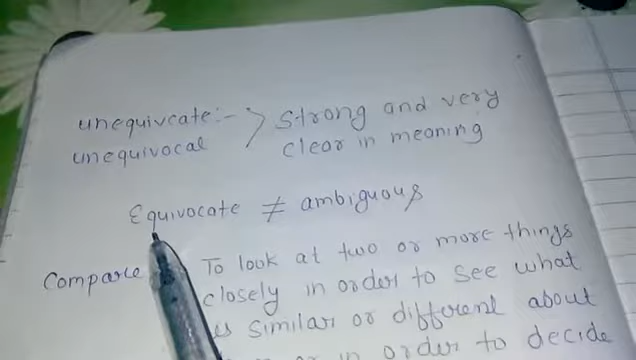 unequivcate:- > Strong and very
unequivocal clear in meaning
Equivocate ≠ ambiguous
Compare To look at two or more things
closely in order to see what
is similar or different about
in order to decide